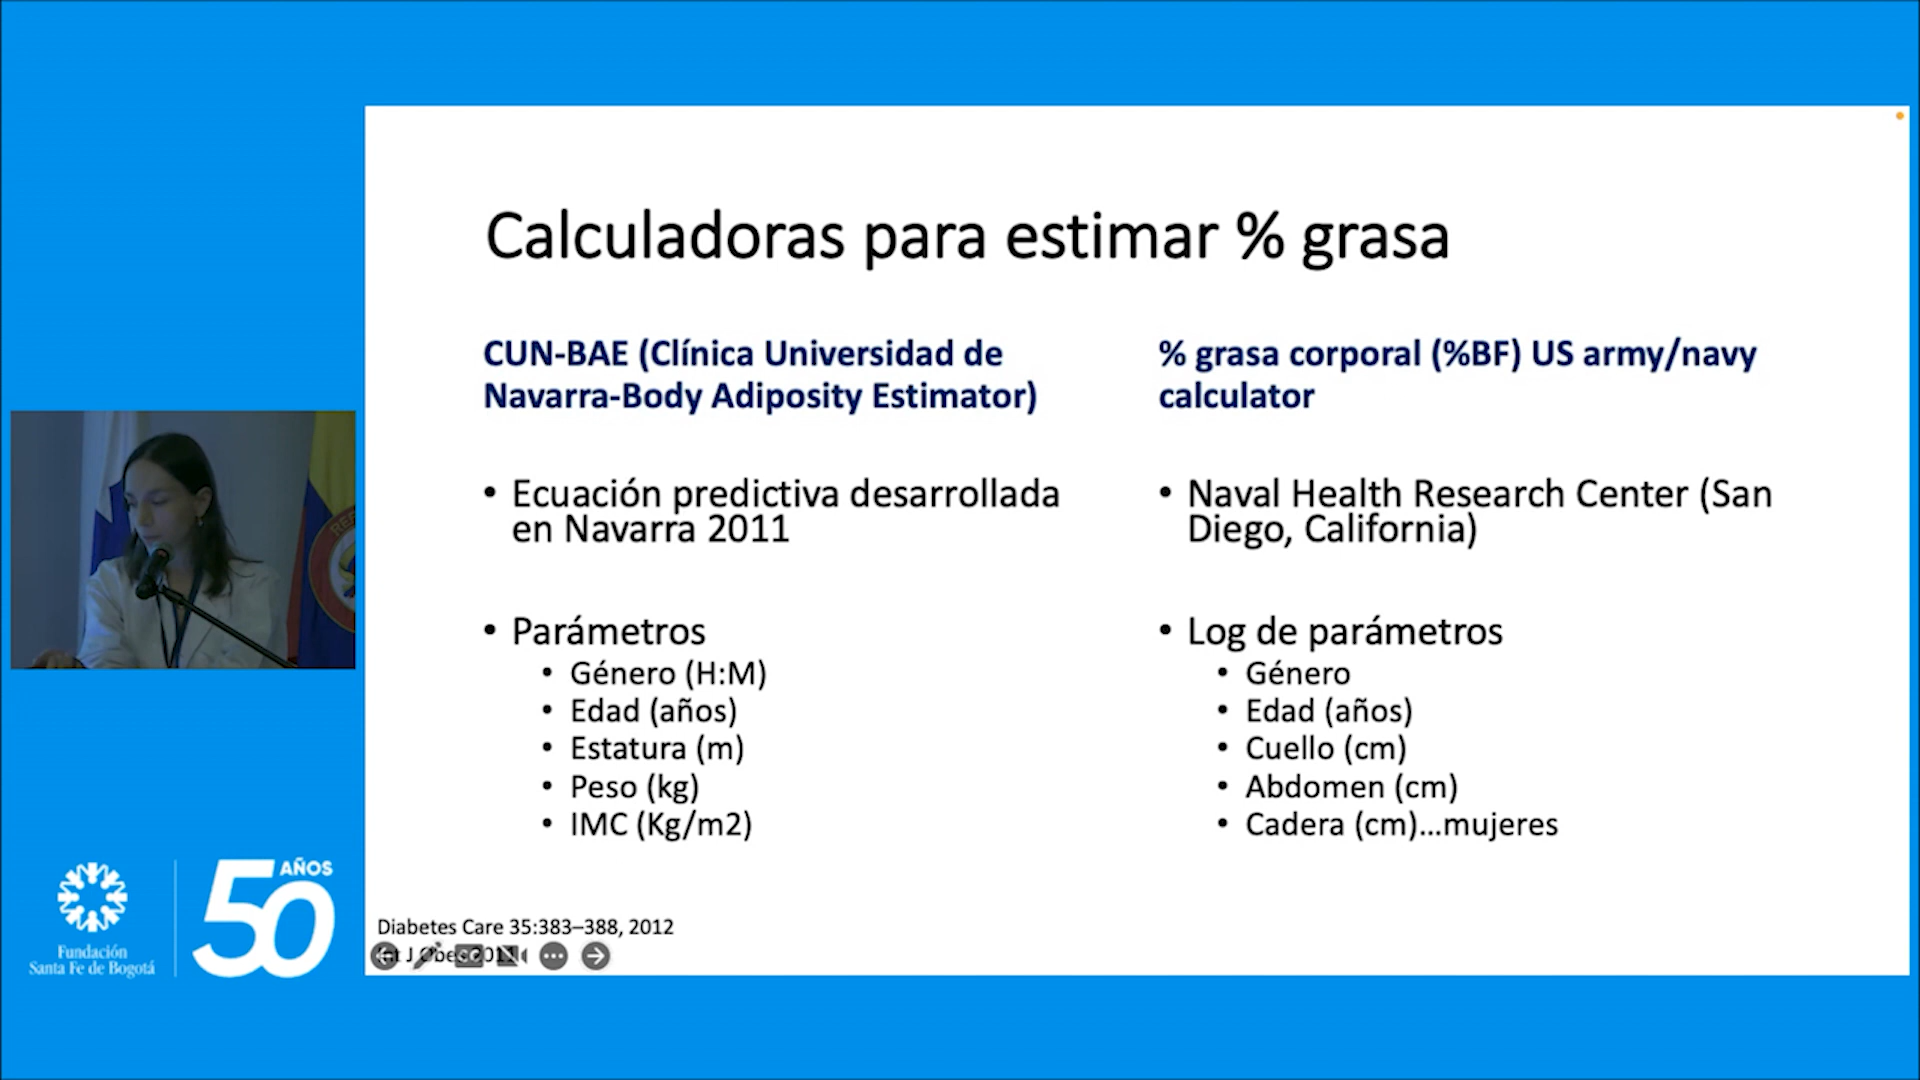 Calculadoras para estimar % grasa
CUN-BAE (Clínica Universidad de
Navarra-Body Adiposity Estimator)
• Ecuación predictiva desarrollada
en Navarra 2011
• Parámetros
• Género (H:M)
• Edad (años)
• Estatura (m)
• Peso (kg)
• IMC (Kg/m2)
% grasa corporal (%BF) US army/navy
calculator
• Naval Health Research Center (San
Diego, California)
• Log de parámetros
• Género
• Edad (años)
• Cuello (cm)
• Abdomen (cm)
• Cadera (cm)...mujeres
Diabetes Care 35:383–388, 2012
J Obes
50 AÑOS
Fundación
Santa Fe de Bogotá